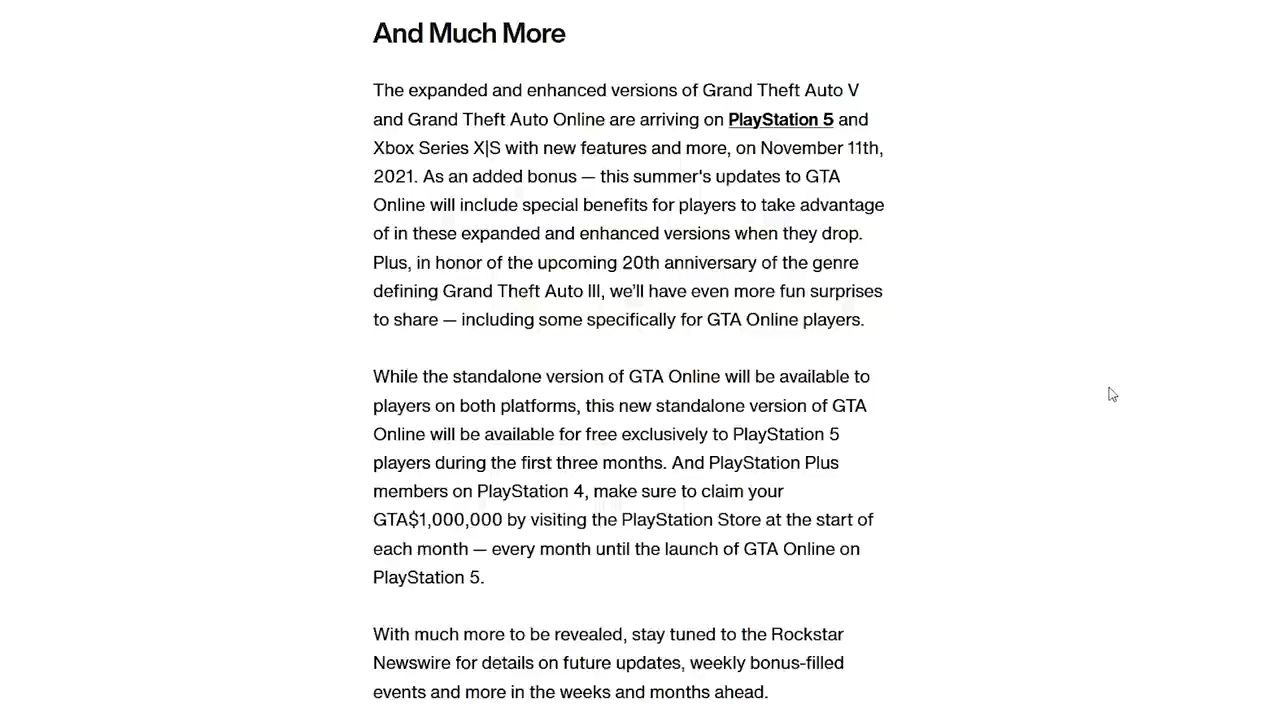 And Much More
The expanded and enhanced versions of Grand Theft Auto V
and Grand Theft Auto Online are arriving on PlayStation 5 and
Xbox Series X|S with new features and more, on November 11th,
2021. As an added bonus — this summer's updates to GTA
Online will include special benefits for players to take advantage
of in these expanded and enhanced versions when they drop.
Plus, in honor of the upcoming 20th anniversary of the genre
defining Grand Theft Auto III, we’ll have even more fun surprises
to share — including some specifically for GTA Online players.
While the standalone version of GTA Online will be available to
players on both platforms, this new standalone version of GTA
Online will be available for free exclusively to PlayStation 5
players during the first three months. And PlayStation Plus
members on PlayStation 4, make sure to claim your
GTA$1,000,000 by visiting the PlayStation Store at the start of
each month — every month until the launch of GTA Online on
PlayStation 5.
With much more to be revealed, stay tuned to the Rockstar
Newswire for details on future updates, weekly bonus-filled
events and more in the weeks and months ahead.